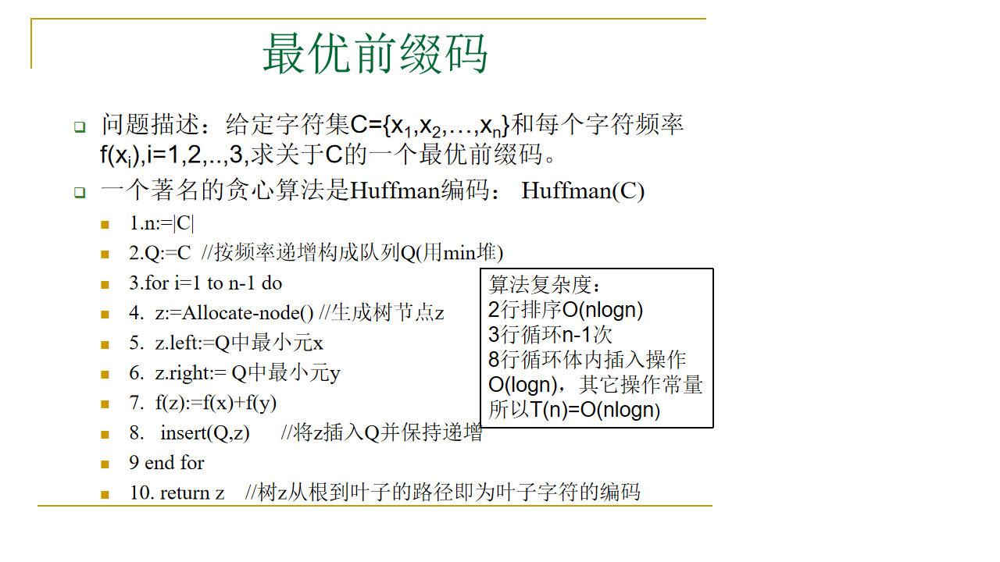 最优前缀码
问题描述：给定字符集C={x1,x2,…,xn}和每个字符频率
f(xi),i=1,2,..,3,求关于C的一个最优前缀码。
一个著名的贪心算法是Huffman编码： Huffman(C)
1.n:=|C|
2.Q:=C //按频率递增构成队列Q(用min堆)
3.for i=1 to n-1 do
4. z:=Allocate-node() //生成树节点z
5. z.left:=Q中最小元x
6. z.right:= Q中最小元y
7. f(z):=f(x)+f(y)
8. insert(Q,z) //将z插入Q并保持递增
9 end for
10. return z //树z从根到叶子的路径即为叶子字符的编码
算法复杂度：
2行排序O(nlogn)
3行循环n-1次
8行循环体内插入操作
O(logn)，其它操作常量
所以T(n)=O(nlogn)